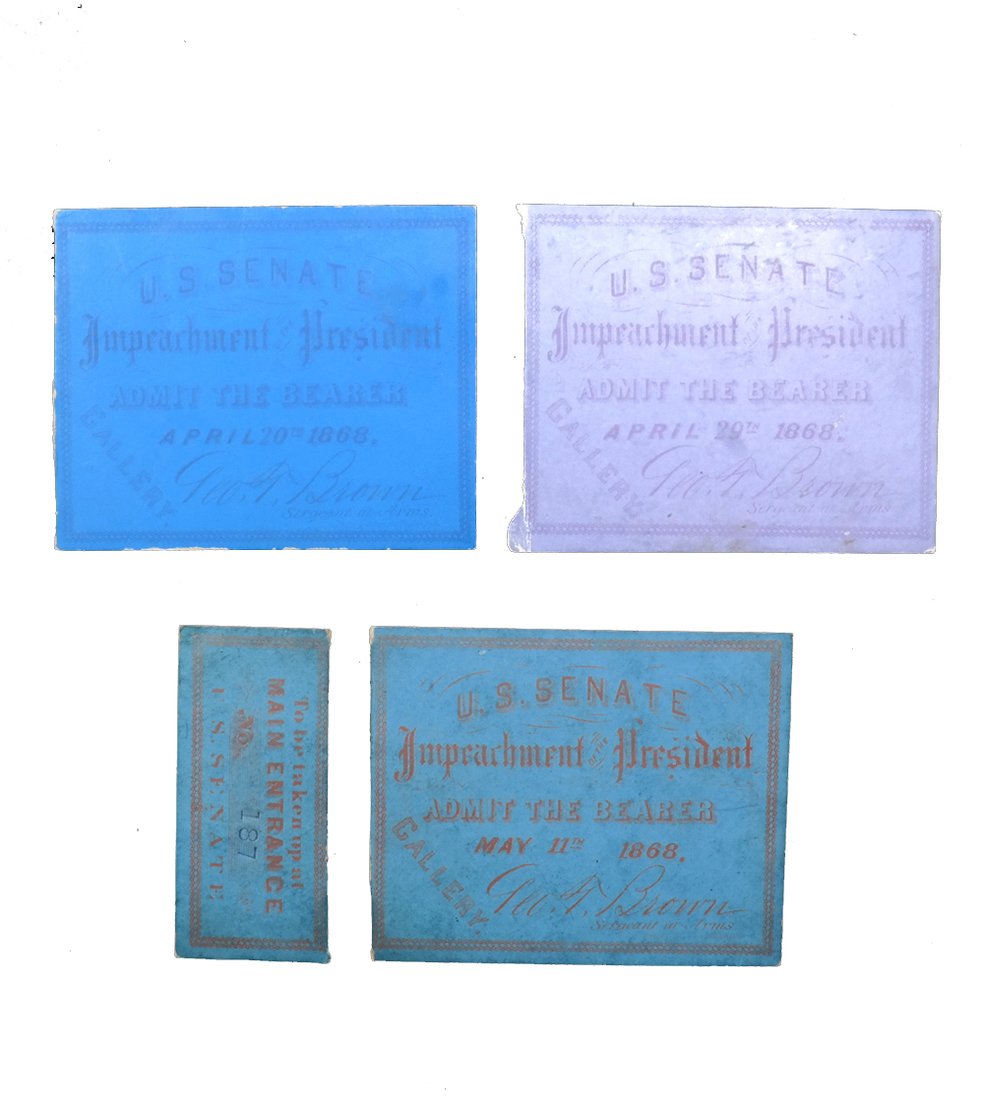 U.S. SENATE
Impeachment of the President
ADMIT THE BEARER
APRIL 20TH 1868.
GALLERY.
Geo. T. Brown
Sergeant at Arms
U.S. SENATE
Impeachment of the President
ADMIT THE BEARER
APRIL 29TH 1868.
GALLERY.
Geo. T. Brown
Sergeant at Arms
To be taken up at
MAIN ENTRANCE
No. 187
U.S. SENATE
U.S. SENATE
Impeachment of the President
ADMIT THE BEARER
MAY 11TH 1868.
GALLERY.
Geo. T. Brown
Sergeant at Arms